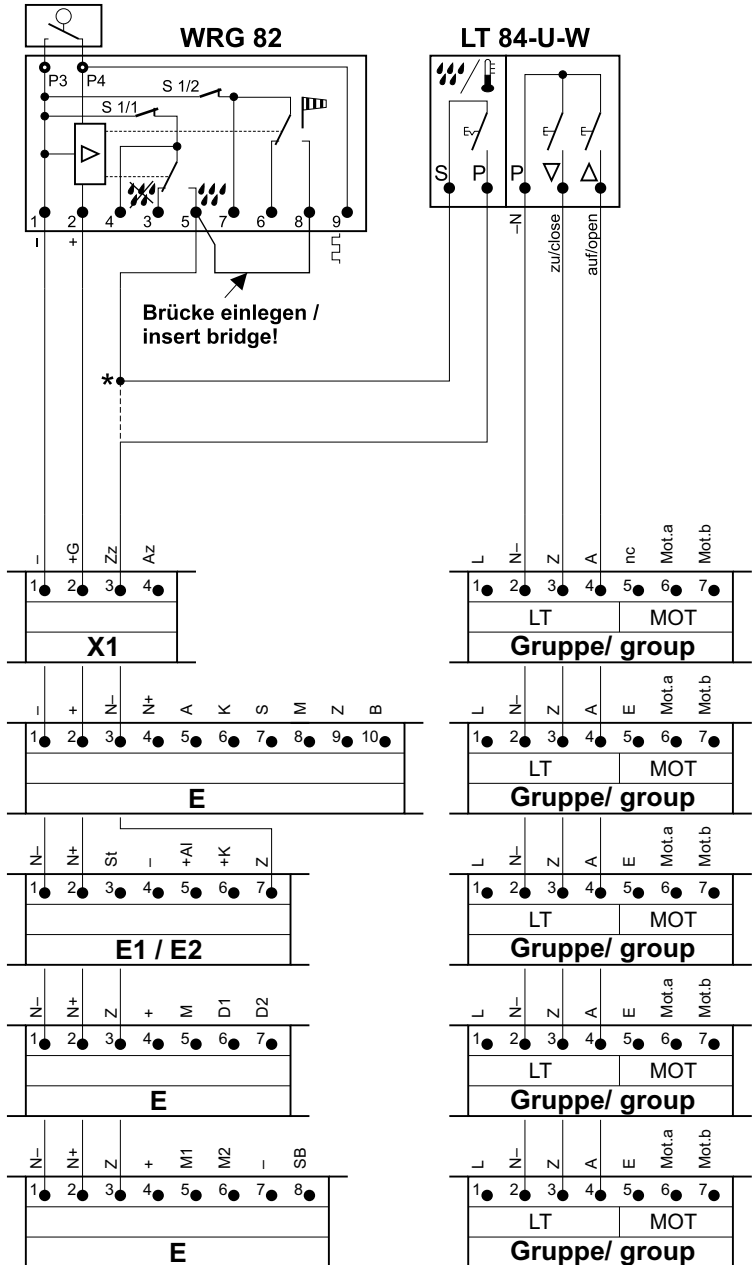 WRG 82
LT 84-U-W
P3 P4
S 1/2
S 1/1
S P P
1 2 4 3 5 7 6 8 9
– +
–N
zu/close
auf/open
Brücke einlegen /
insert bridge!
*
– +G Zz Az
1 2 3 4
X1
L N– Z A nc Mot.a Mot.b
1 2 3 4 5 6 7
LT MOT
Gruppe/ group
– + N– N+ A K S M Z B
1 2 3 4 5 6 7 8 9 10
E
L N– Z A E Mot.a Mot.b
1 2 3 4 5 6 7
LT MOT
Gruppe/ group
N– N+ St – +Al +K Z
1 2 3 4 5 6 7
E1 / E2
L N– Z A E Mot.a Mot.b
1 2 3 4 5 6 7
LT MOT
Gruppe/ group
N– N+ Z + M D1 D2
1 2 3 4 5 6 7
E
L N– Z A E Mot.a Mot.b
1 2 3 4 5 6 7
LT MOT
Gruppe/ group
N– N+ Z + M1 M2 – SB
1 2 3 4 5 6 7 8
E
L N– Z A E Mot.a Mot.b
1 2 3 4 5 6 7
LT MOT
Gruppe/ group